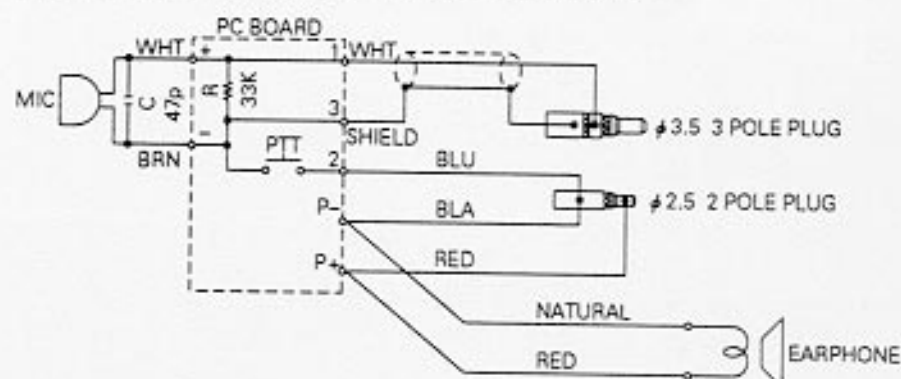 PC BOARD
WHT
+
1
WHT
MIC
C
47p
R
33K
3
SHIELD
φ3.5 3 POLE PLUG
BRN
-
PTT
2
BLU
P-
BLA
φ2.5 2 POLE PLUG
P+
RED
NATURAL
RED
EARPHONE